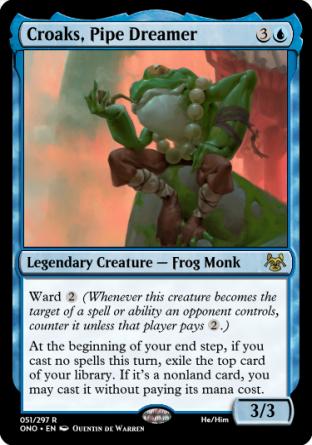 Croaks, Pipe Dreamer 3
Legendary Creature — Frog Monk
Ward 2 (Whenever this creature becomes the
target of a spell or ability an opponent controls,
counter it unless that player pays 2.)
At the beginning of your end step, if you
cast no spells this turn, exile the top card
of your library. If it's a nonland card, you
may cast it without paying its mana cost.
051/297 R He/Him
ONO • EN Quentin de Warren
3/3